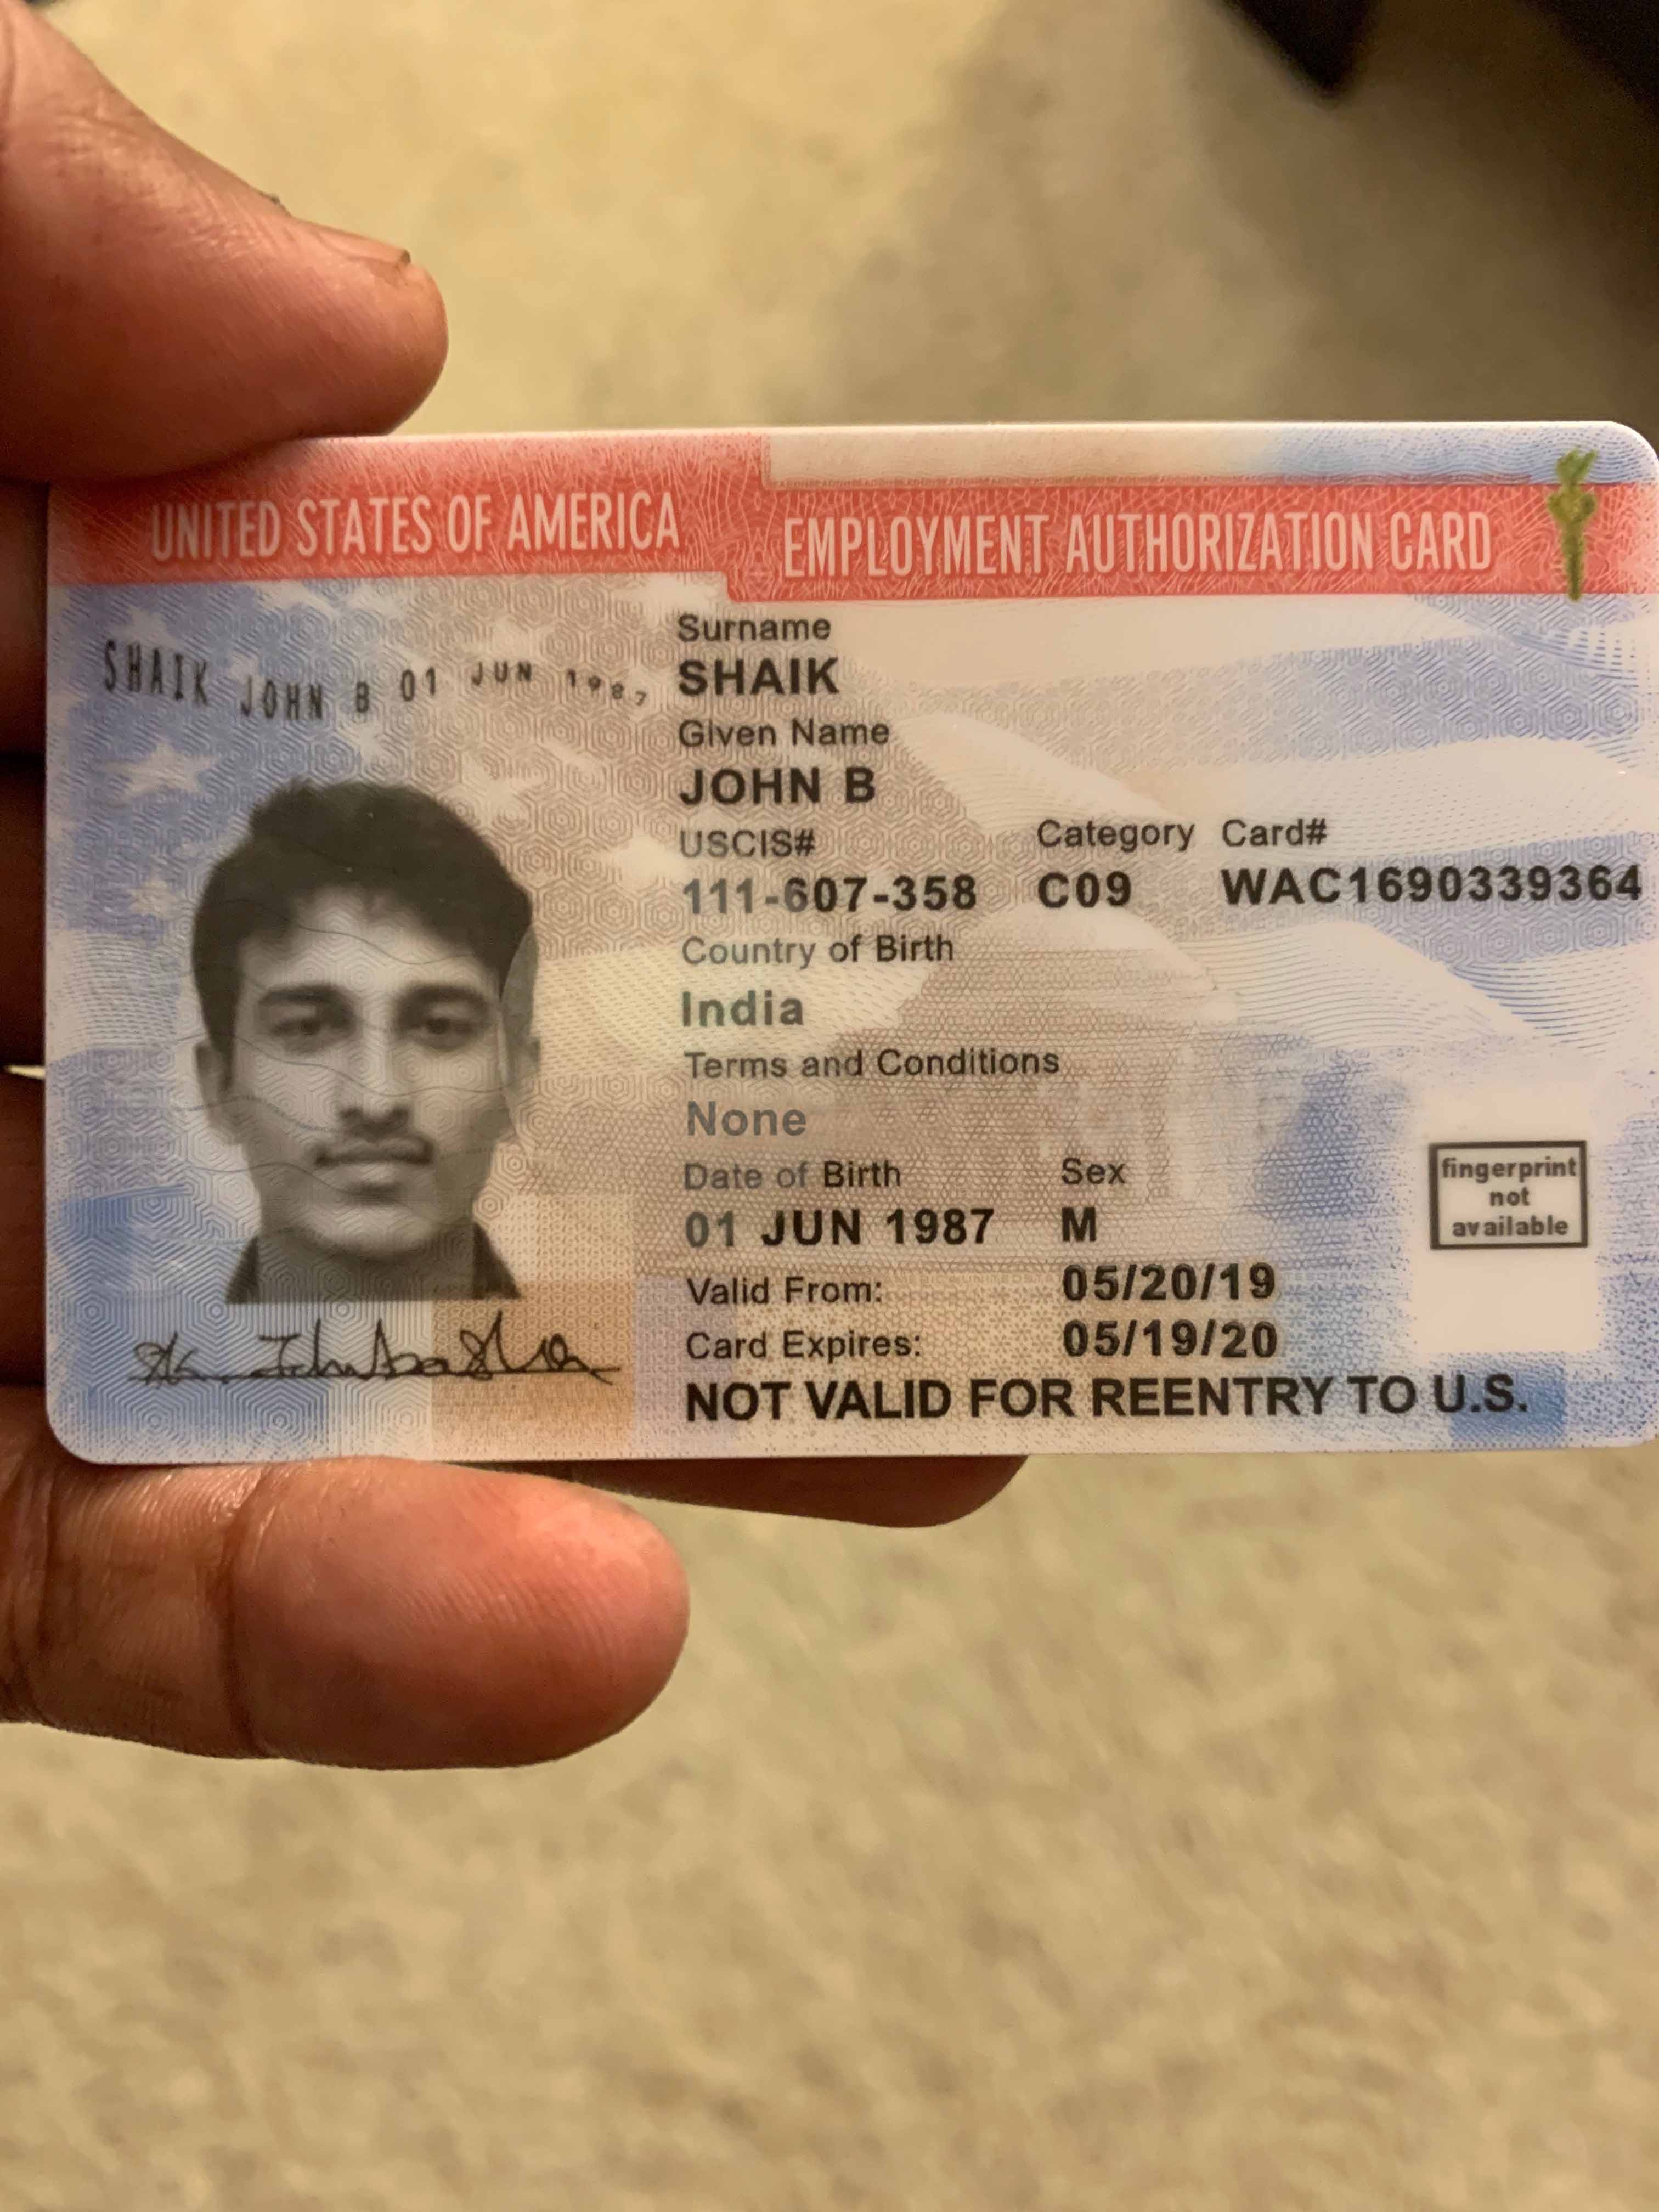 UNITED STATES OF AMERICA EMPLOYMENT AUTHORIZATION CARD
SHAIK JOHN B 01 JUN 1987
Surname
SHAIK
Given Name
JOHN B
USCIS# Category Card#
111-607-358 C09 WAC1690339364
Country of Birth
India
Terms and Conditions
None
Date of Birth Sex
01 JUN 1987 M
Valid From: 05/20/19
Card Expires: 05/19/20
NOT VALID FOR REENTRY TO U.S.
fingerprint
not
available